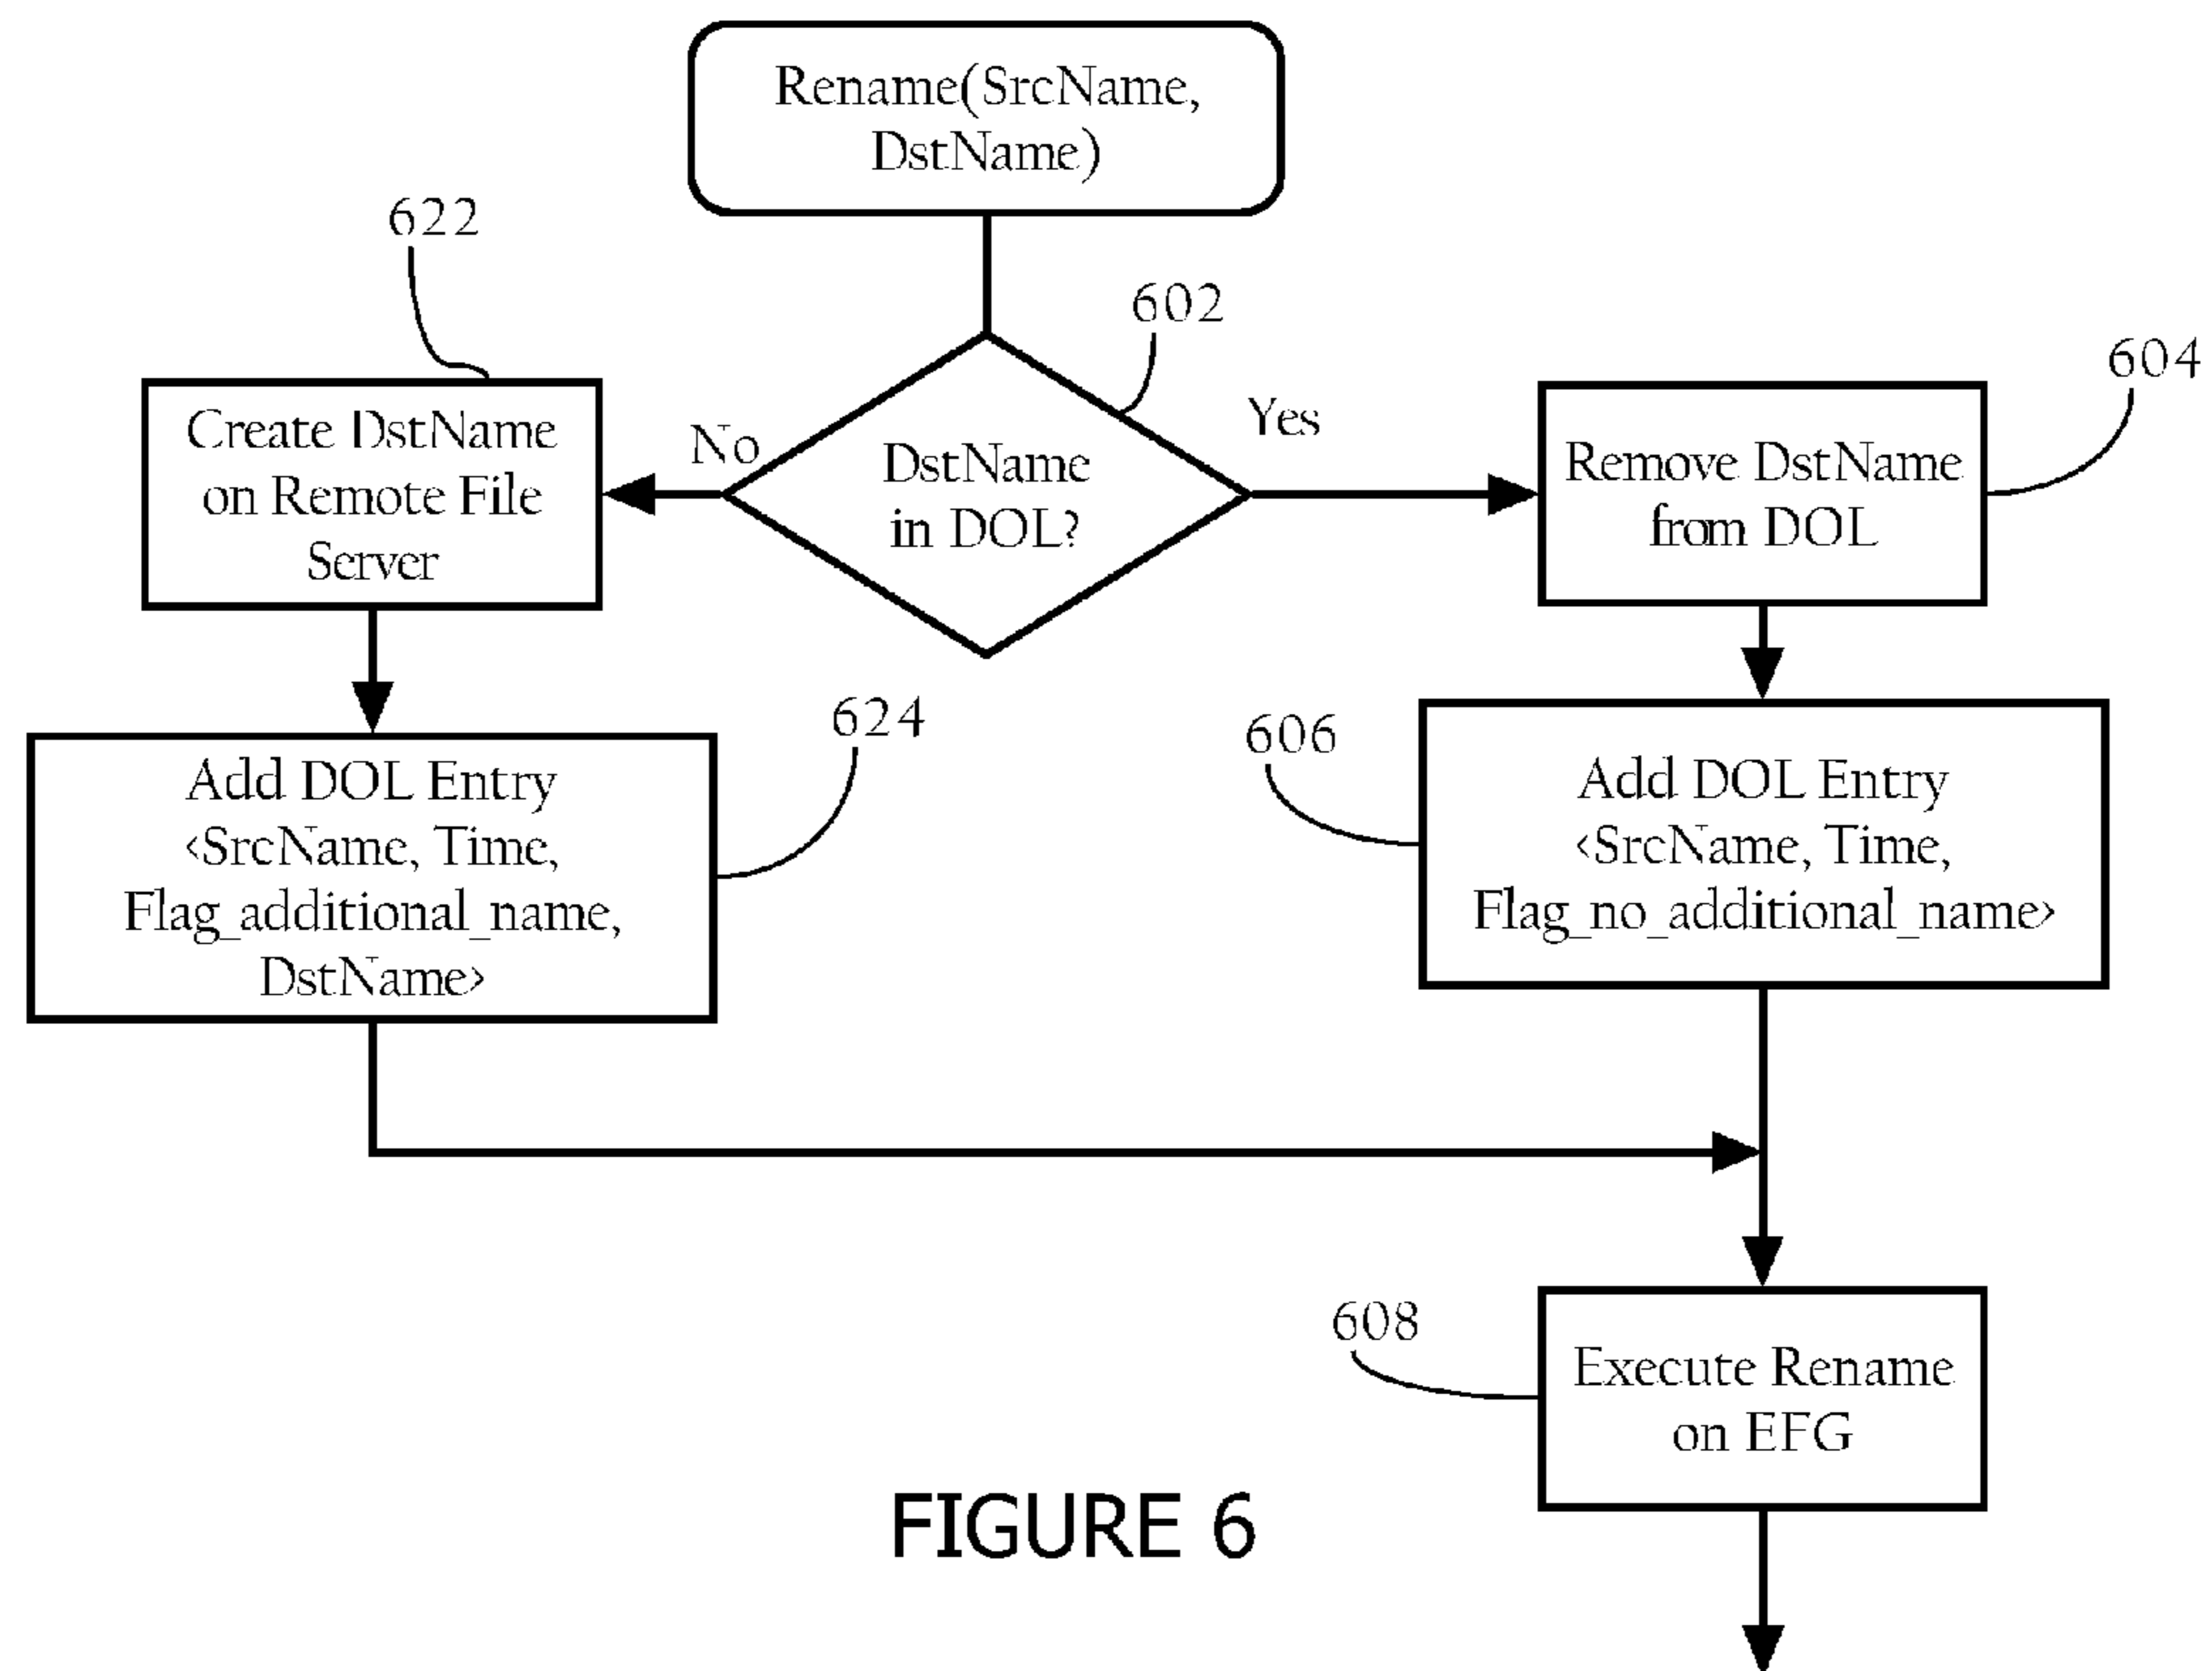 Rename(SrcName,
DstName)
622
602
604
Create DstName
on Remote File
Server
No
DstName
in DOL?
Yes
Remove DstName
from DOL
624
Add DOL Entry
<SrcName, Time,
Flag_additional_name,
DstName>
606
Add DOL Entry
<SrcName, Time,
Flag_no_additional_name>
608
Execute Rename
on EFG
FIGURE 6